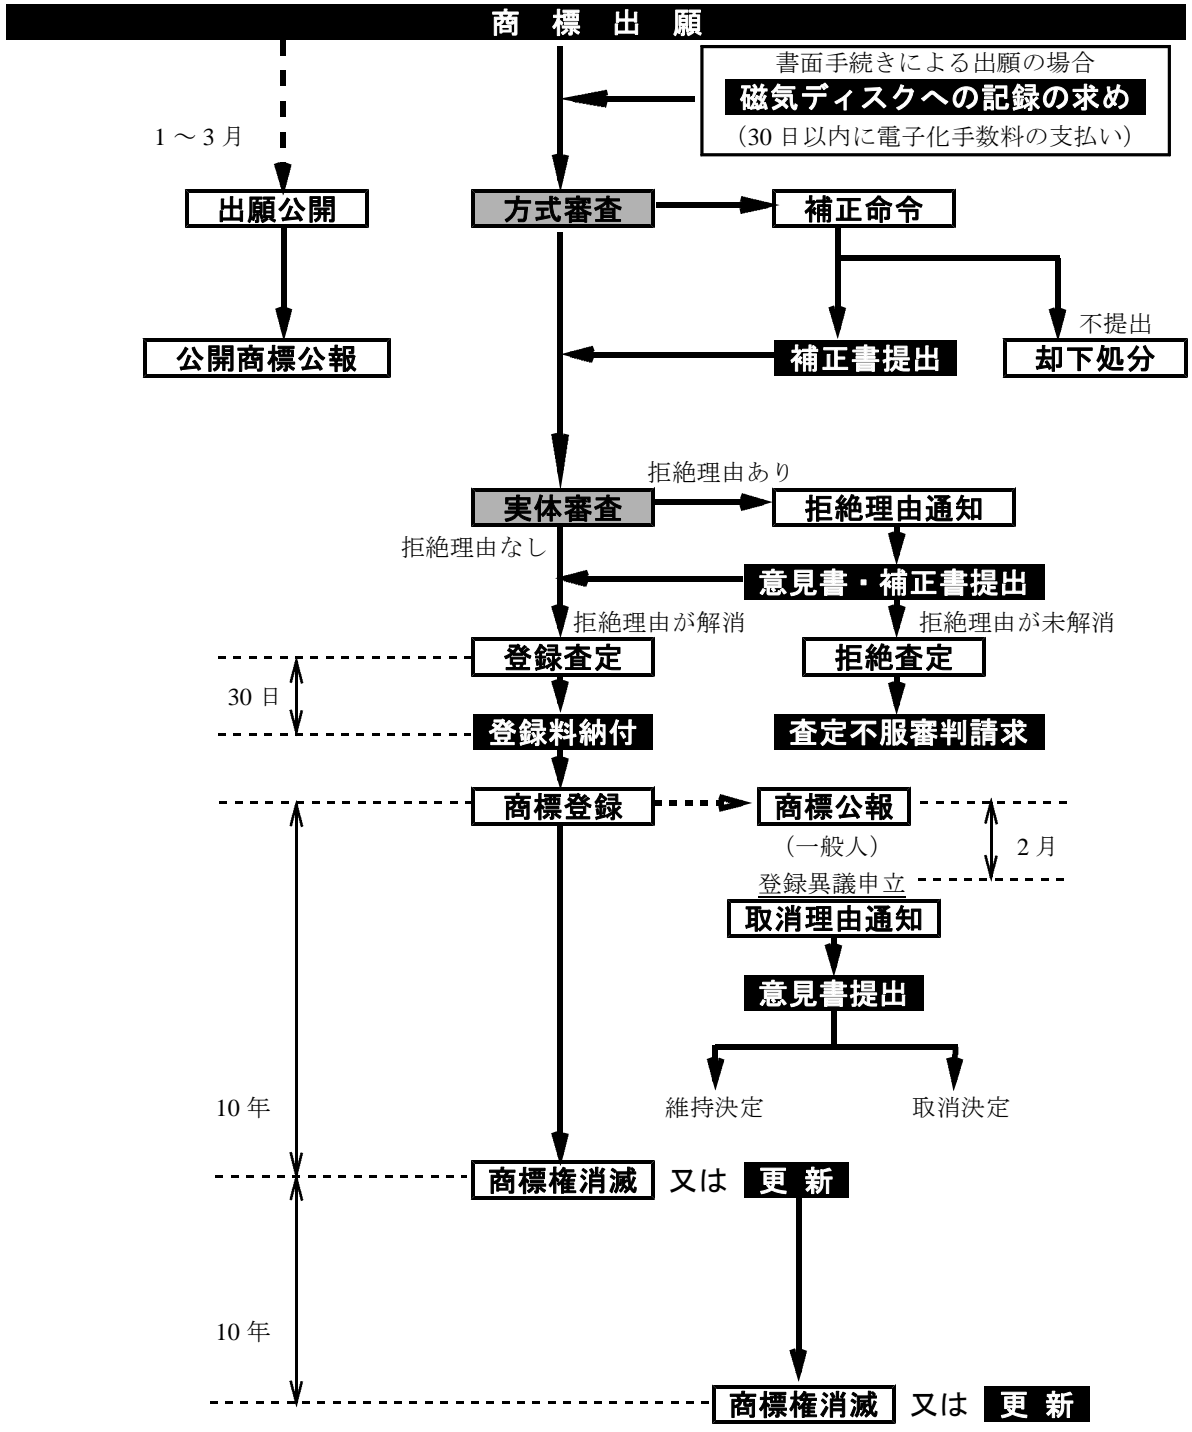 商標出願
書面手続きによる出願の場合
磁気ディスクへの記録の求め
（30日以内に電子化手数料の支払い）
1～3月
出願公開
方式審査
補正命令
不提出
公開商標公報
補正書提出
却下処分
拒絶理由あり
実体審査
拒絶理由通知
拒絶理由なし
意見書・補正書提出
拒絶理由が解消
拒絶理由が未解消
登録査定
拒絶査定
30日
登録料納付
査定不服審判請求
商標登録
商標公報
（一般人）
2月
登録異議申立
取消理由通知
意見書提出
維持決定
取消決定
10年
商標権消滅 又は 更新
10年
商標権消滅 又は 更新